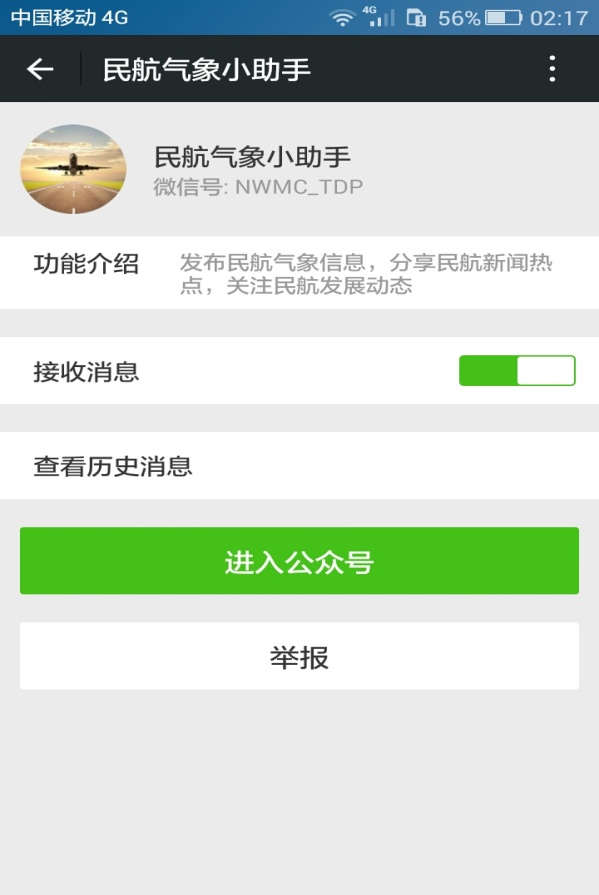 中国移动 4G
4G
56%
02:17
民航气象小助手
民航气象小助手
微信号: NWMC_TDP
功能介绍
发布民航气象信息，分享民航新闻热
点，关注民航发展动态
接收消息
查看历史消息
进入公众号
举报